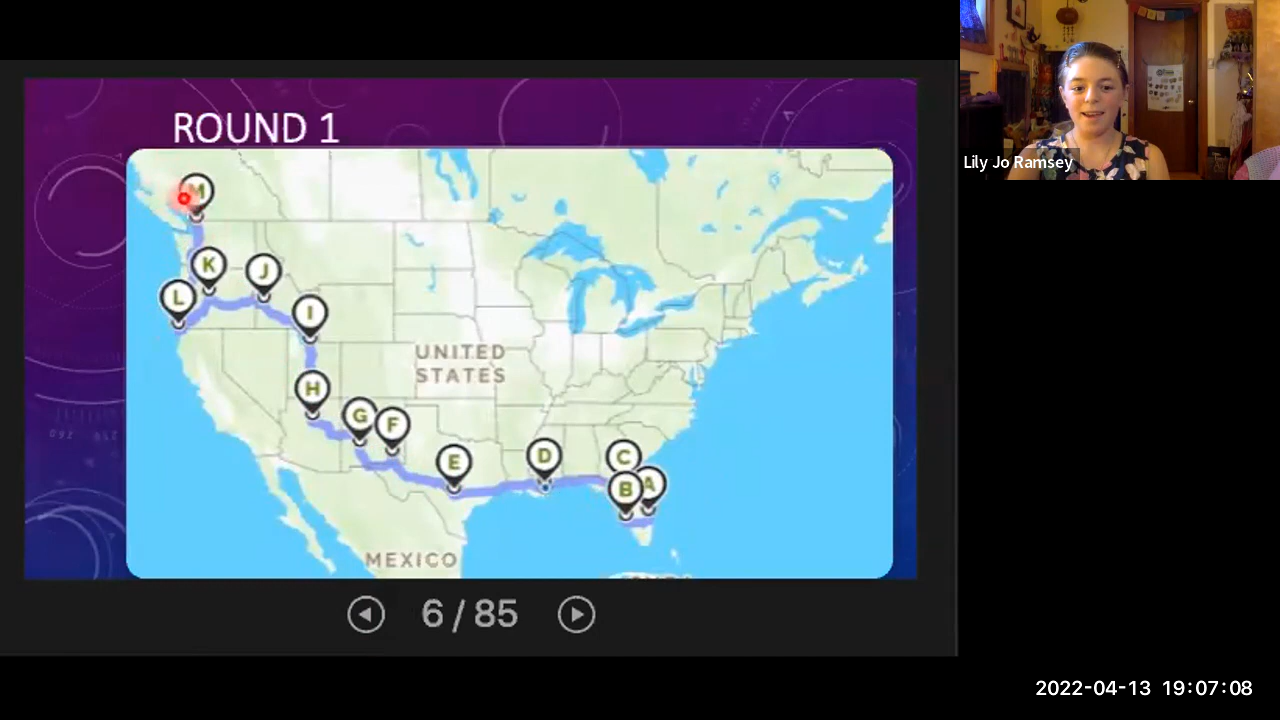 ROUND 1
M
K
J
L
I
UNITED
STATES
H
G
F
E
D
C
B
A
MEXICO
6 / 85
Lily Jo Ramsey
2022-04-13 19:07:08